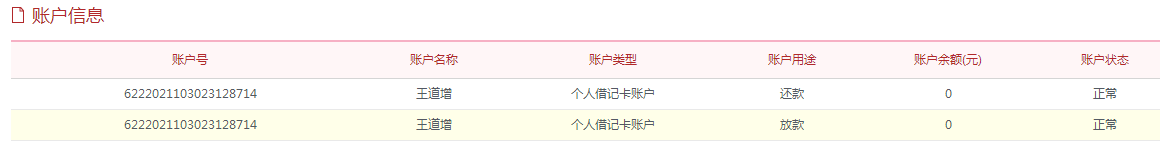 账户信息
账户号 账户名称 账户类型 账户用途 账户余额(元) 账户状态
6222021103023128714 王道增 个人借记卡账户 还款 0 正常
6222021103023128714 王道增 个人借记卡账户 放款 0 正常